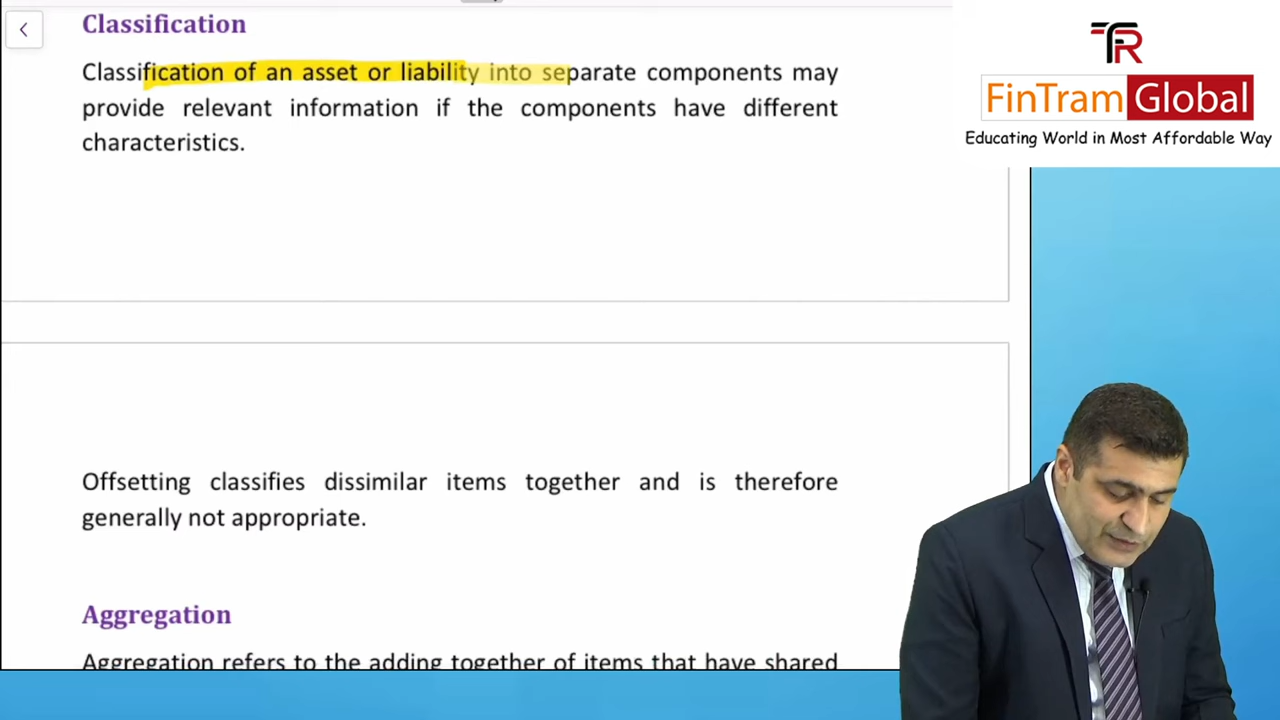 Classification
Classification of an asset or liability into separate components may
provide relevant information if the components have different
characteristics.
Offsetting classifies dissimilar items together and is therefore
generally not appropriate.
Aggregation
Aggregation refers to the adding together of items that have shared
FR
FinTram Global
Educating World in Most Affordable Way